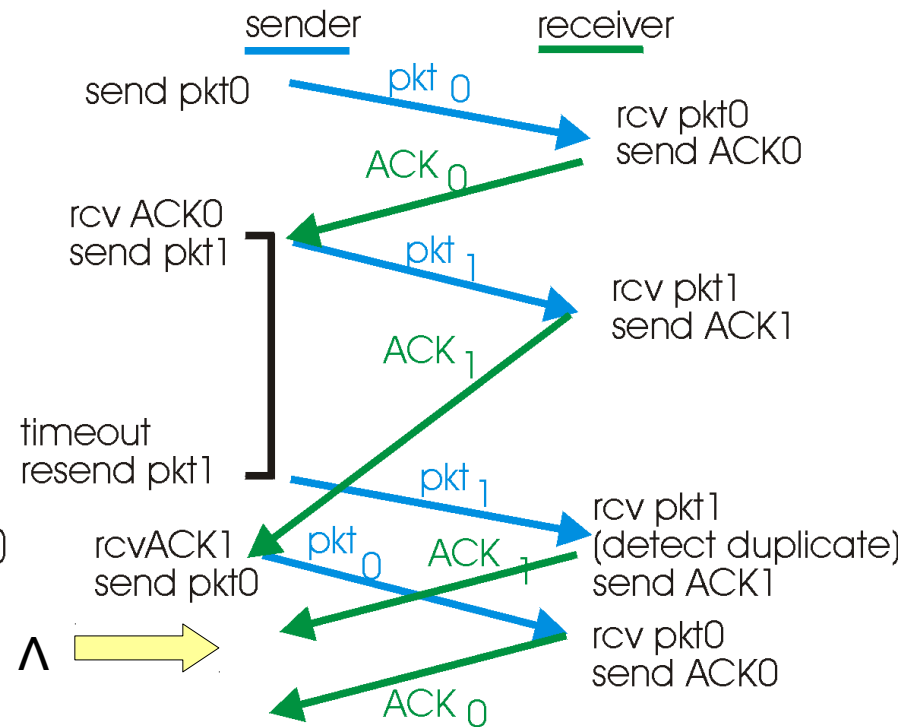 sender
receiver
send pkt0
pkt 0
rcv pkt0
send ACK0
ACK 0
rcv ACK0
send pkt1
pkt 1
rcv pkt1
send ACK1
ACK 1
timeout
resend pkt1
pkt 1
rcv pkt1
(detect duplicate)
send ACK1
)
rcvACK1
send pkt0
pkt 0
ACK 1
Λ
rcv pkt0
send ACK0
ACK 0